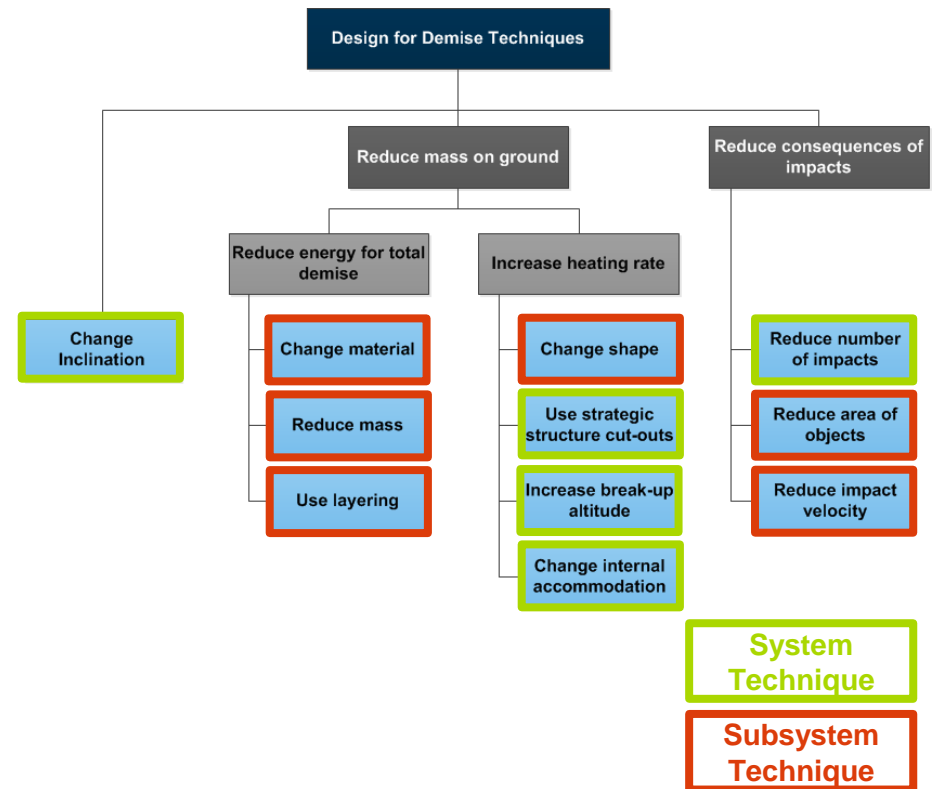 Design for Demise Techniques
Reduce mass on ground
Reduce consequences of
impacts
Reduce energy for total
demise
Increase heating rate
Change
Inclination
Change material
Reduce mass
Use layering
Change shape
Use strategic
structure cut-outs
Increase break-up
altitude
Change internal
accommodation
Reduce number
of impacts
Reduce area of
objects
Reduce impact
velocity
System
Technique
Subsystem
Technique